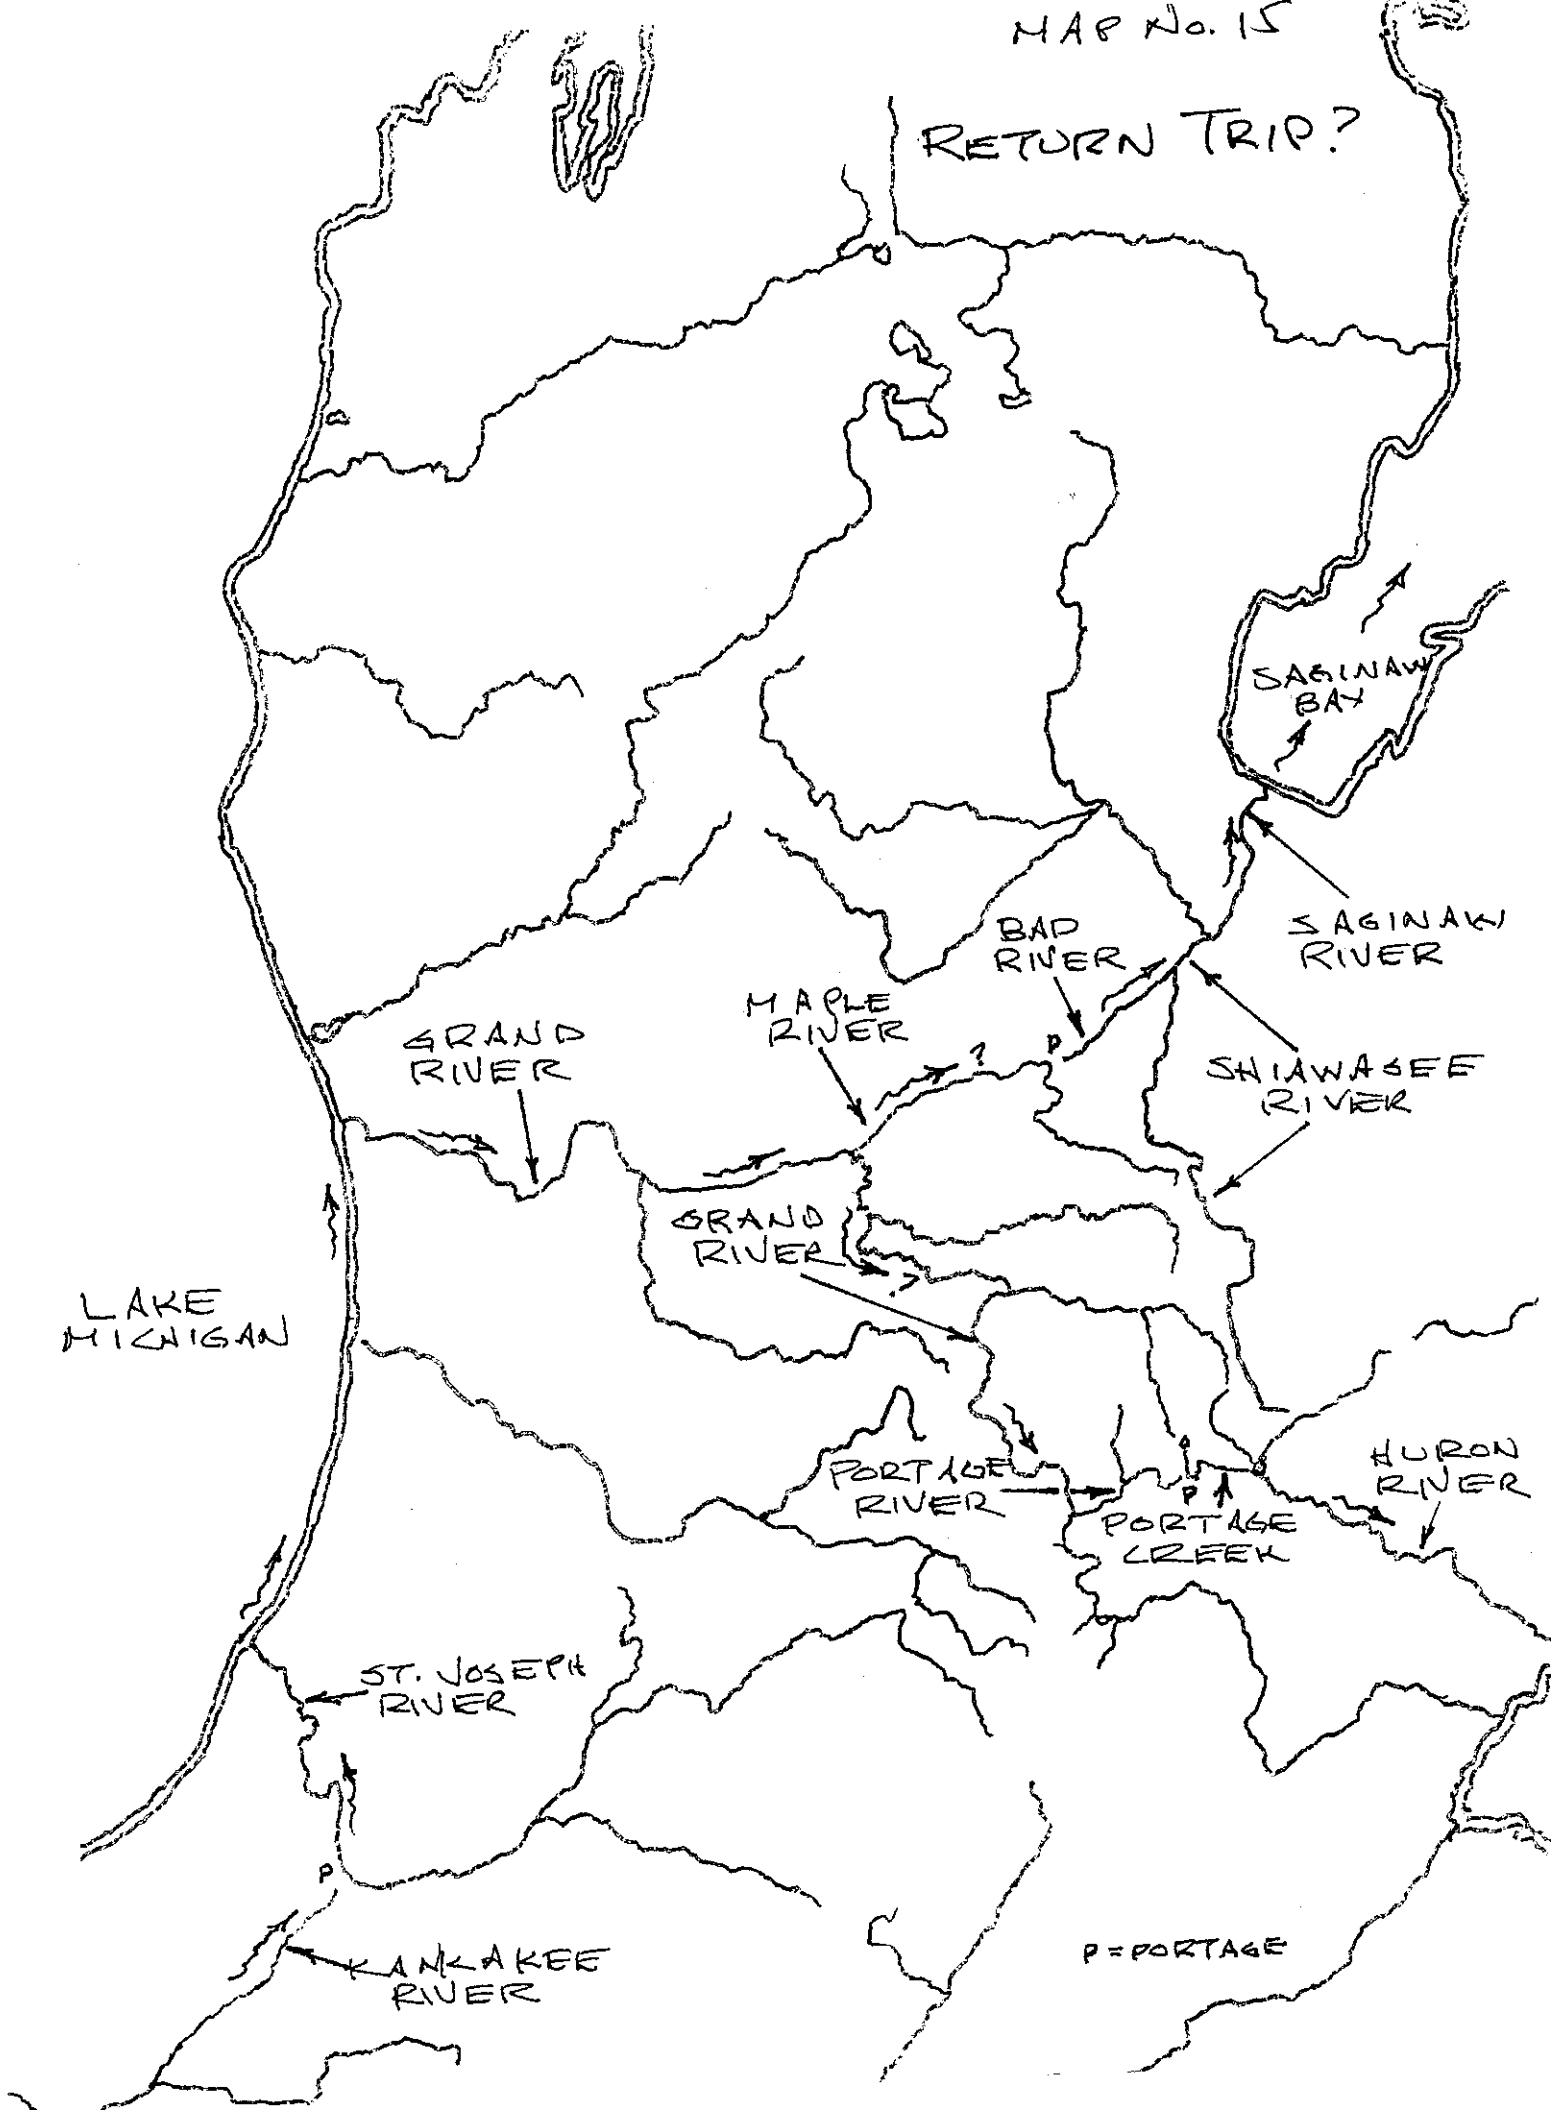 MAP No. 15
RETURN TRIP?
SAGINAW
BAY
SAGINAW
RIVER
BAD
RIVER
MAPLE
RIVER
GRAND
RIVER
?
P
SHIAWASEE
RIVER
GRAND
RIVER
?
LAKE
MICHIGAN
HURON
RIVER
PORTAGE
RIVER
P
PORTAGE
CREEK
ST. JOSEPH
RIVER
P
KANKAKEE
RIVER
P = PORTAGE